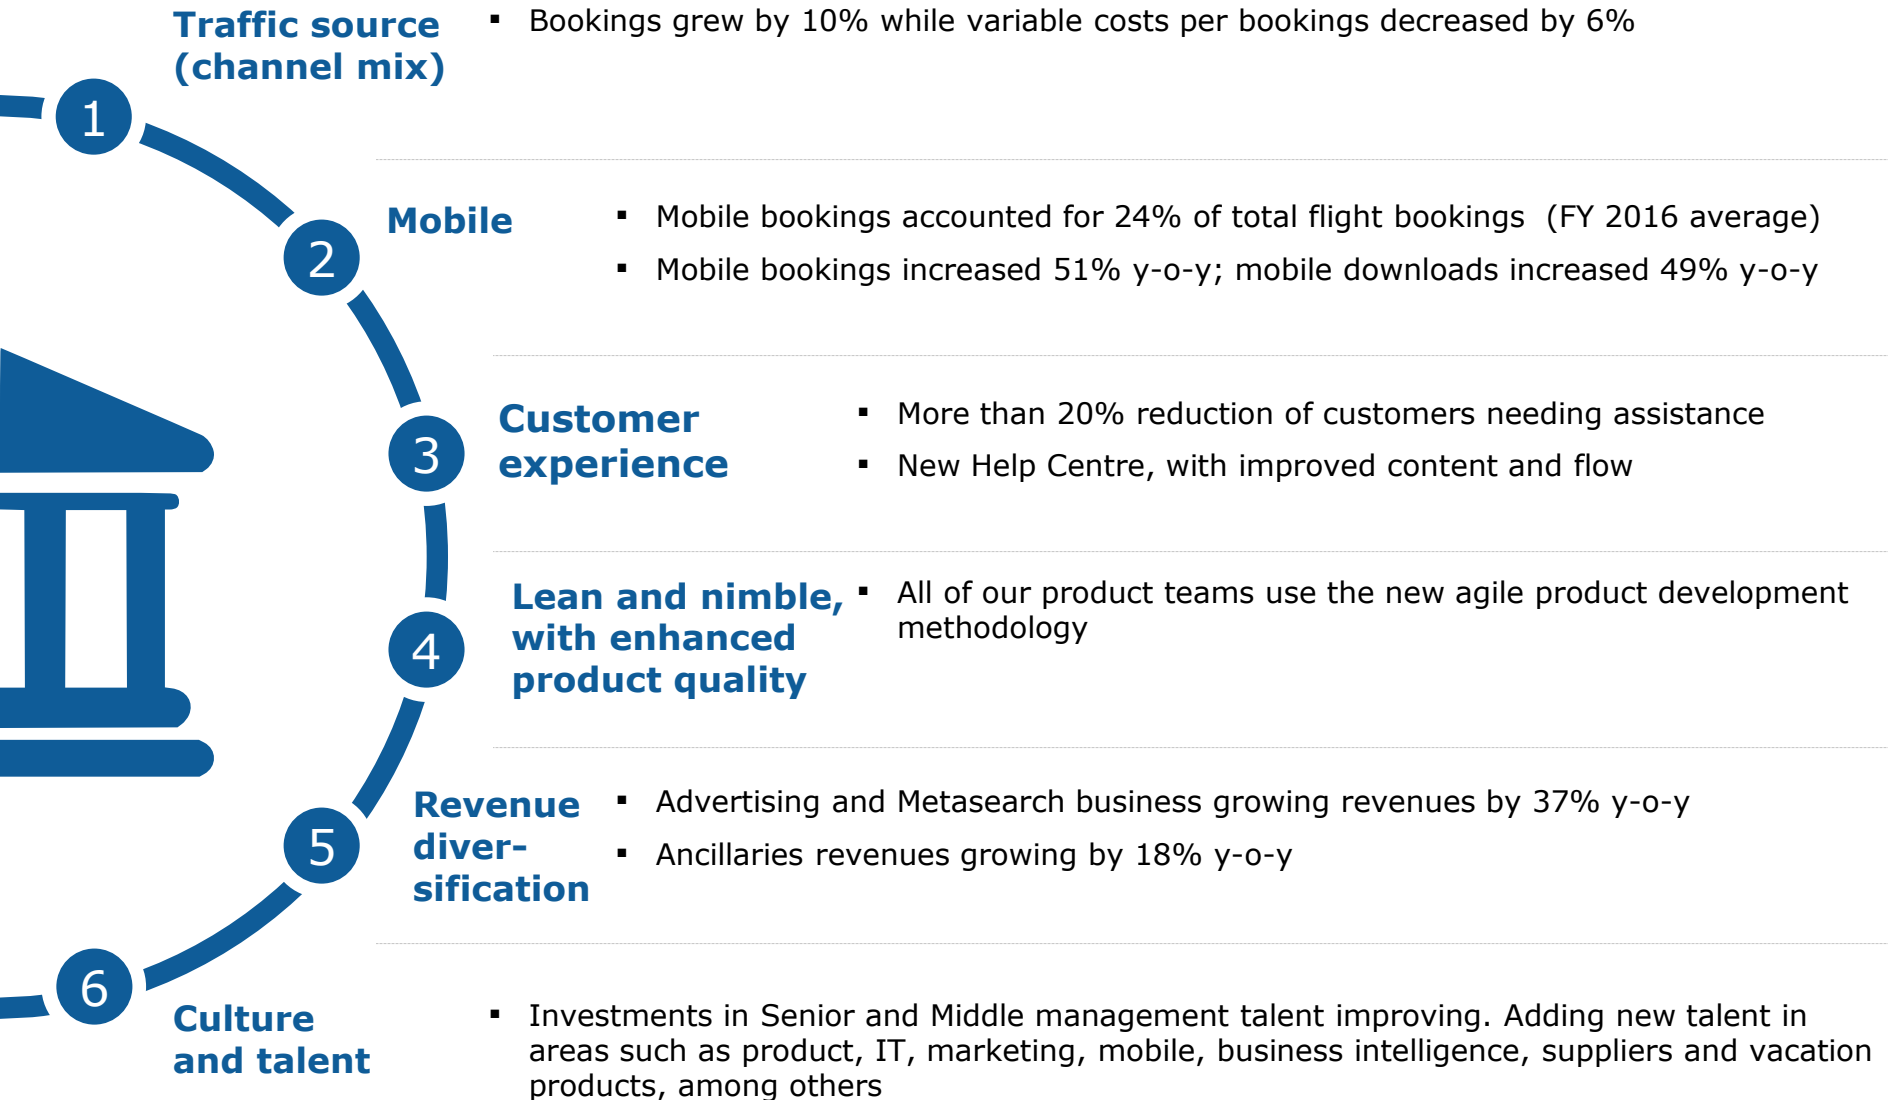 Traffic source
(channel mix)
▪ Bookings grew by 10% while variable costs per bookings decreased by 6%
1
Mobile
▪ Mobile bookings accounted for 24% of total flight bookings (FY 2016 average)
▪ Mobile bookings increased 51% y-o-y; mobile downloads increased 49% y-o-y
2
Customer
experience
▪ More than 20% reduction of customers needing assistance
▪ New Help Centre, with improved content and flow
3
Lean and nimble,
with enhanced
product quality
▪ All of our product teams use the new agile product development
methodology
4
Revenue
diver-
sification
▪ Advertising and Metasearch business growing revenues by 37% y-o-y
▪ Ancillaries revenues growing by 18% y-o-y
5
6
Culture
and talent
▪ Investments in Senior and Middle management talent improving. Adding new talent in
areas such as product, IT, marketing, mobile, business intelligence, suppliers and vacation
products, among others